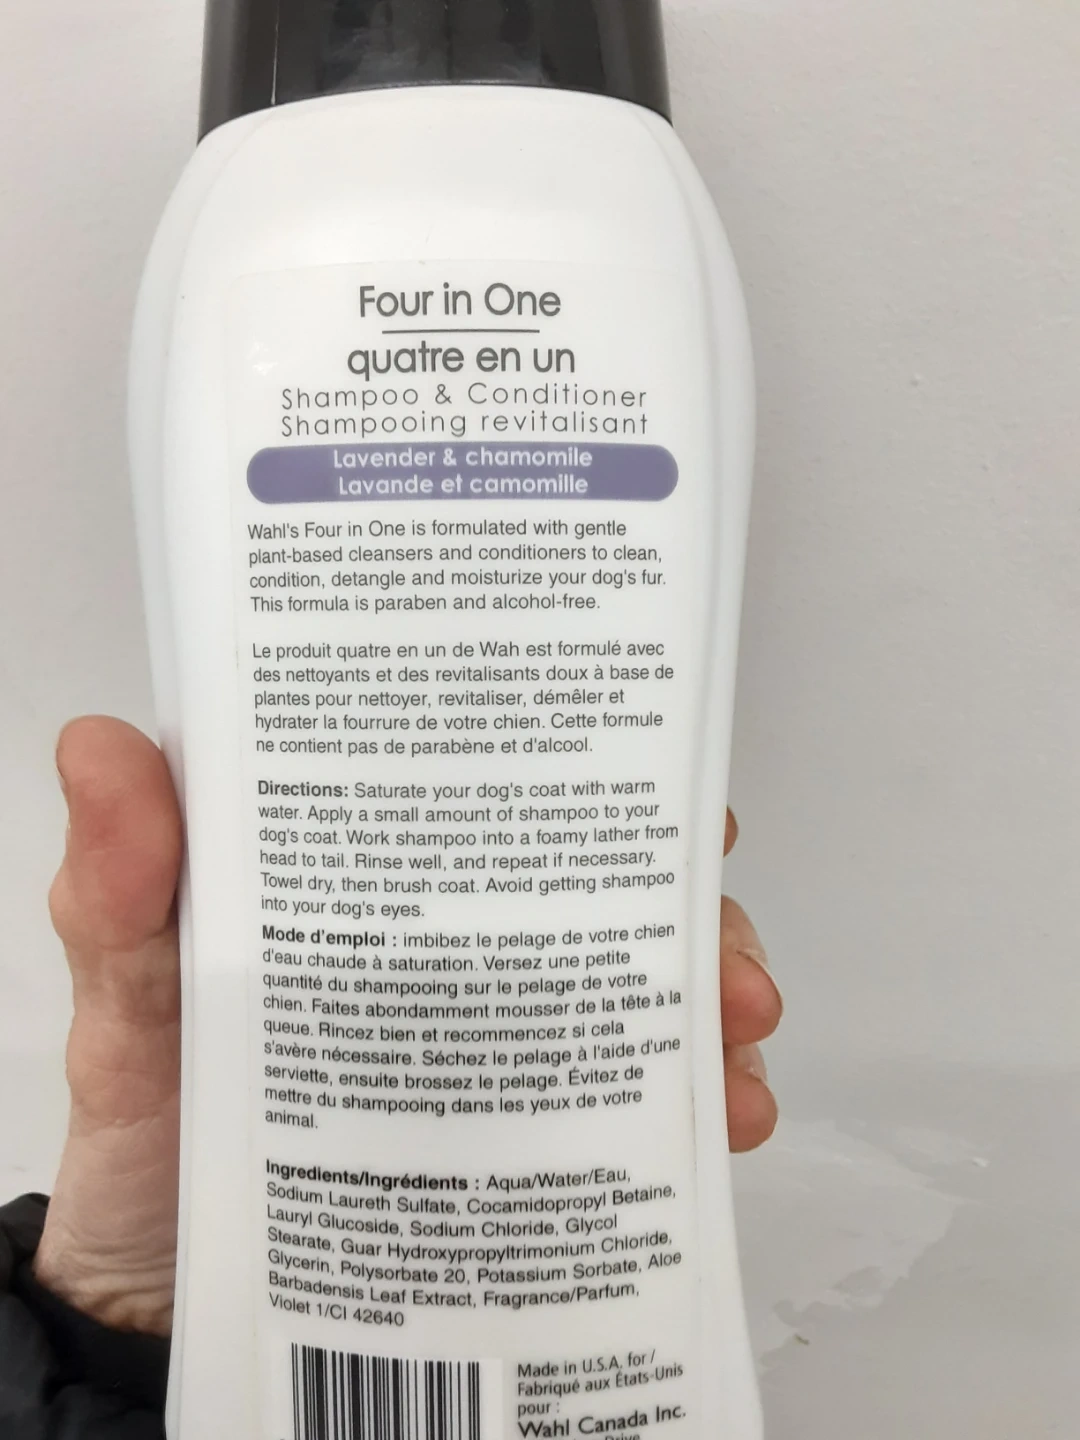 Four in One
quatre en un
Shampoo & Conditioner
Shampooing revitalisant
Lavender & chamomile
Lavande et camomille
Wahl's Four in One is formulated with gentle
plant-based cleansers and conditioners to clean,
condition, detangle and moisturize your dog's fur.
This formula is paraben and alcohol-free.
Le produit quatre en un de Wah est formulé avec
des nettoyants et des revitalisants doux à base de
plantes pour nettoyer, revitaliser, démêler et
hydrater la fourrure de votre chien. Cette formule
ne contient pas de parabène et d'alcool.
Directions: Saturate your dog's coat with warm
water. Apply a small amount of shampoo to your
dog's coat. Work shampoo into a foamy lather from
head to tail. Rinse well, and repeat if necessary.
Towel dry, then brush coat. Avoid getting shampoo
into your dog's eyes.
Mode d'emploi : imbibez le pelage de votre chien
d'eau chaude à saturation. Versez une petite
quantité du shampooing sur le pelage de votre
chien. Faites abondamment mousser de la tête à la
queue. Rincez bien et recommencez si cela
s'avère nécessaire. Séchez le pelage à l'aide d'une
serviette, ensuite brossez le pelage. Évitez de
mettre du shampooing dans les yeux de votre
animal.
Ingredients/Ingrédients : Aqua/Water/Eau,
Sodium Laureth Sulfate, Cocamidopropyl Betaine,
Lauryl Glucoside, Sodium Chloride, Glycol
Stearate, Guar Hydroxypropyltrimonium Chloride,
Glycerin, Polysorbate 20, Potassium Sorbate, Aloe
Barbadensis Leaf Extract, Fragrance/Parfum,
Violet 1/CI 42640
Made in U.S.A. for /
Fabriqué aux États-Unis
pour :
Wahl Canada Inc.
Drive